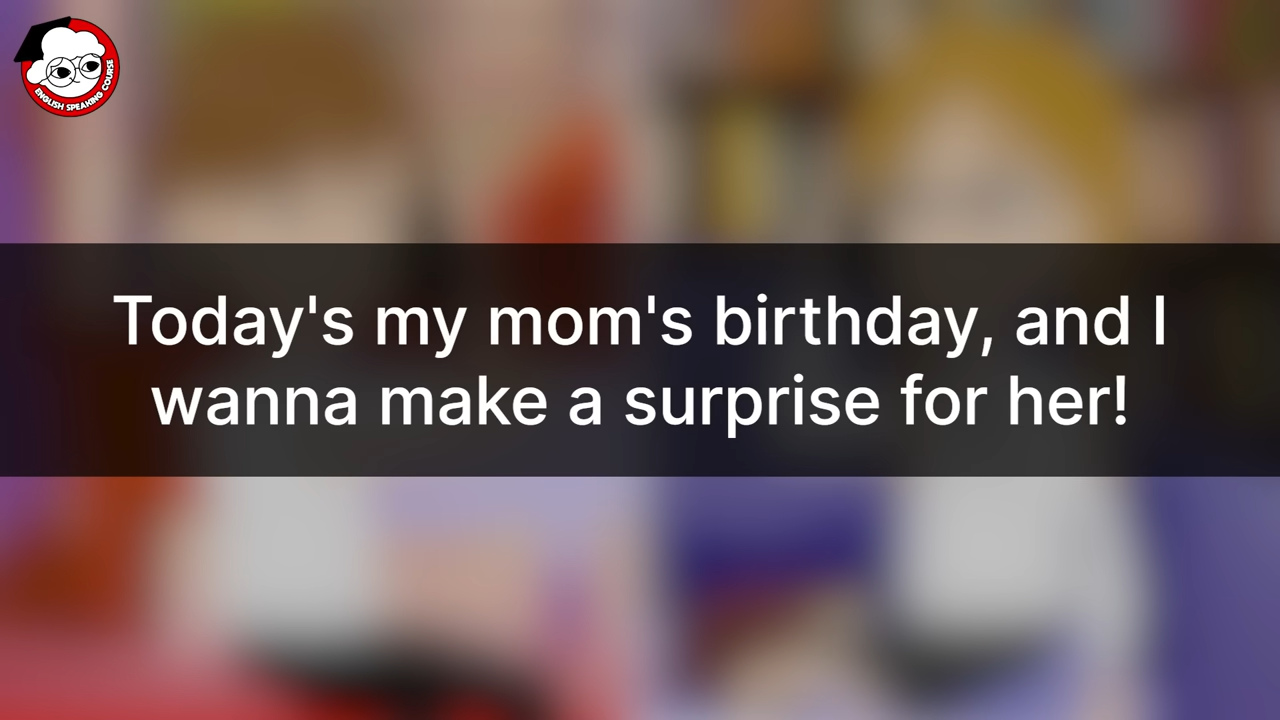 ENGLISH SPEAKING COURSE
Today's my mom's birthday, and I
wanna make a surprise for her!